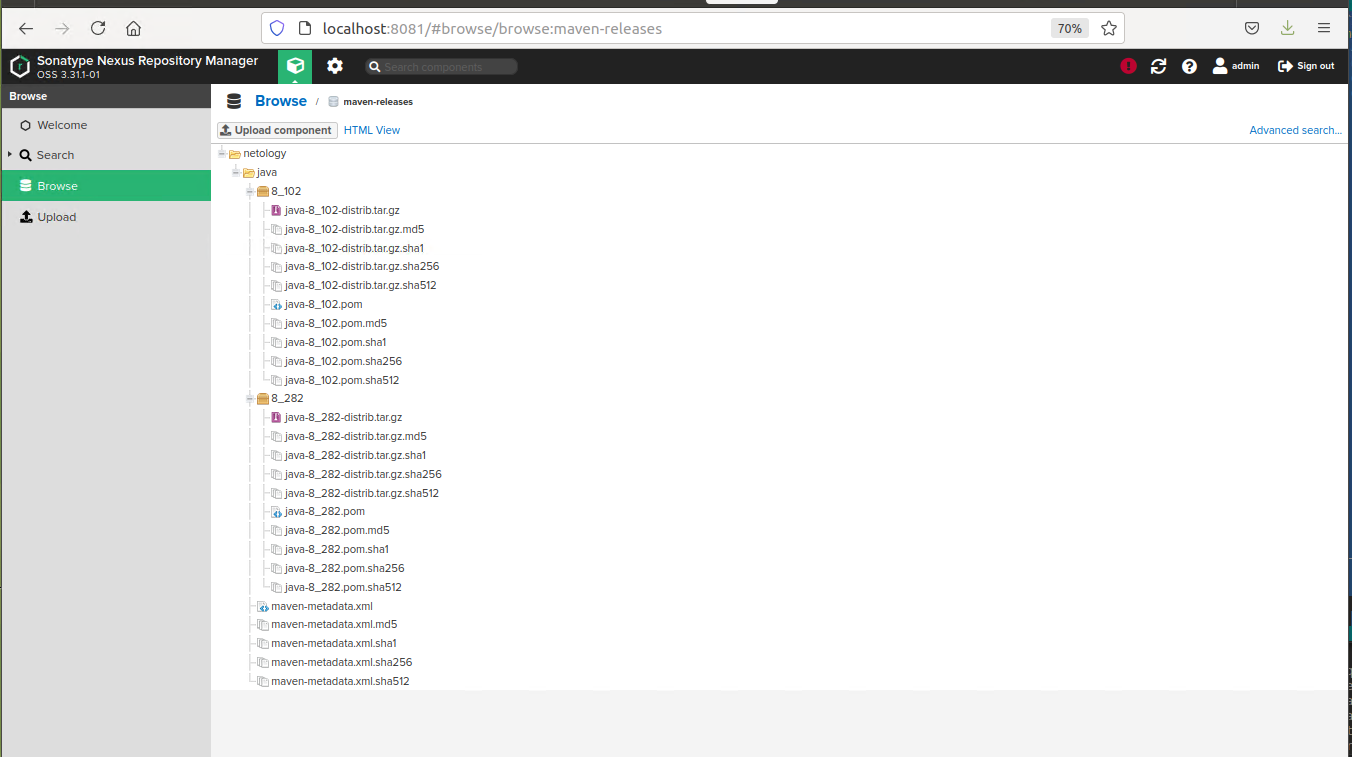 localhost:8081/#browse/browse:maven-releases
70%
Sonatype Nexus Repository Manager
OSS 3.31.1-01
Search components
admin
Sign out
Browse
Welcome
Search
Browse
Upload
Browse / maven-releases
Upload component
HTML View
Advanced search...
netology
java
8_102
java-8_102-distrib.tar.gz
java-8_102-distrib.tar.gz.md5
java-8_102-distrib.tar.gz.sha1
java-8_102-distrib.tar.gz.sha256
java-8_102-distrib.tar.gz.sha512
java-8_102.pom
java-8_102.pom.md5
java-8_102.pom.sha1
java-8_102.pom.sha256
java-8_102.pom.sha512
8_282
java-8_282-distrib.tar.gz
java-8_282-distrib.tar.gz.md5
java-8_282-distrib.tar.gz.sha1
java-8_282-distrib.tar.gz.sha256
java-8_282-distrib.tar.gz.sha512
java-8_282.pom
java-8_282.pom.md5
java-8_282.pom.sha1
java-8_282.pom.sha256
java-8_282.pom.sha512
maven-metadata.xml
maven-metadata.xml.md5
maven-metadata.xml.sha1
maven-metadata.xml.sha256
maven-metadata.xml.sha512